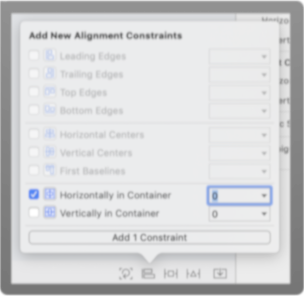 Add New Alignment Constraints
Leading Edges
Trailing Edges
Top Edges
Bottom Edges
Horizontal Centers
Vertical Centers
First Baselines
Horizontally in Container 0
Vertically in Container 0
Add 1 Constraint